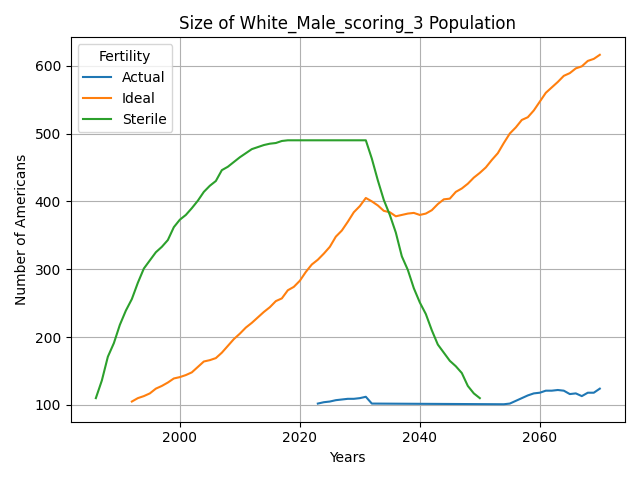 Size of White_Male_scoring_3 Population
Fertility
Actual
Ideal
Sterile
Number of Americans
600
500
400
300
200
100
2000
2020
2040
2060
Years